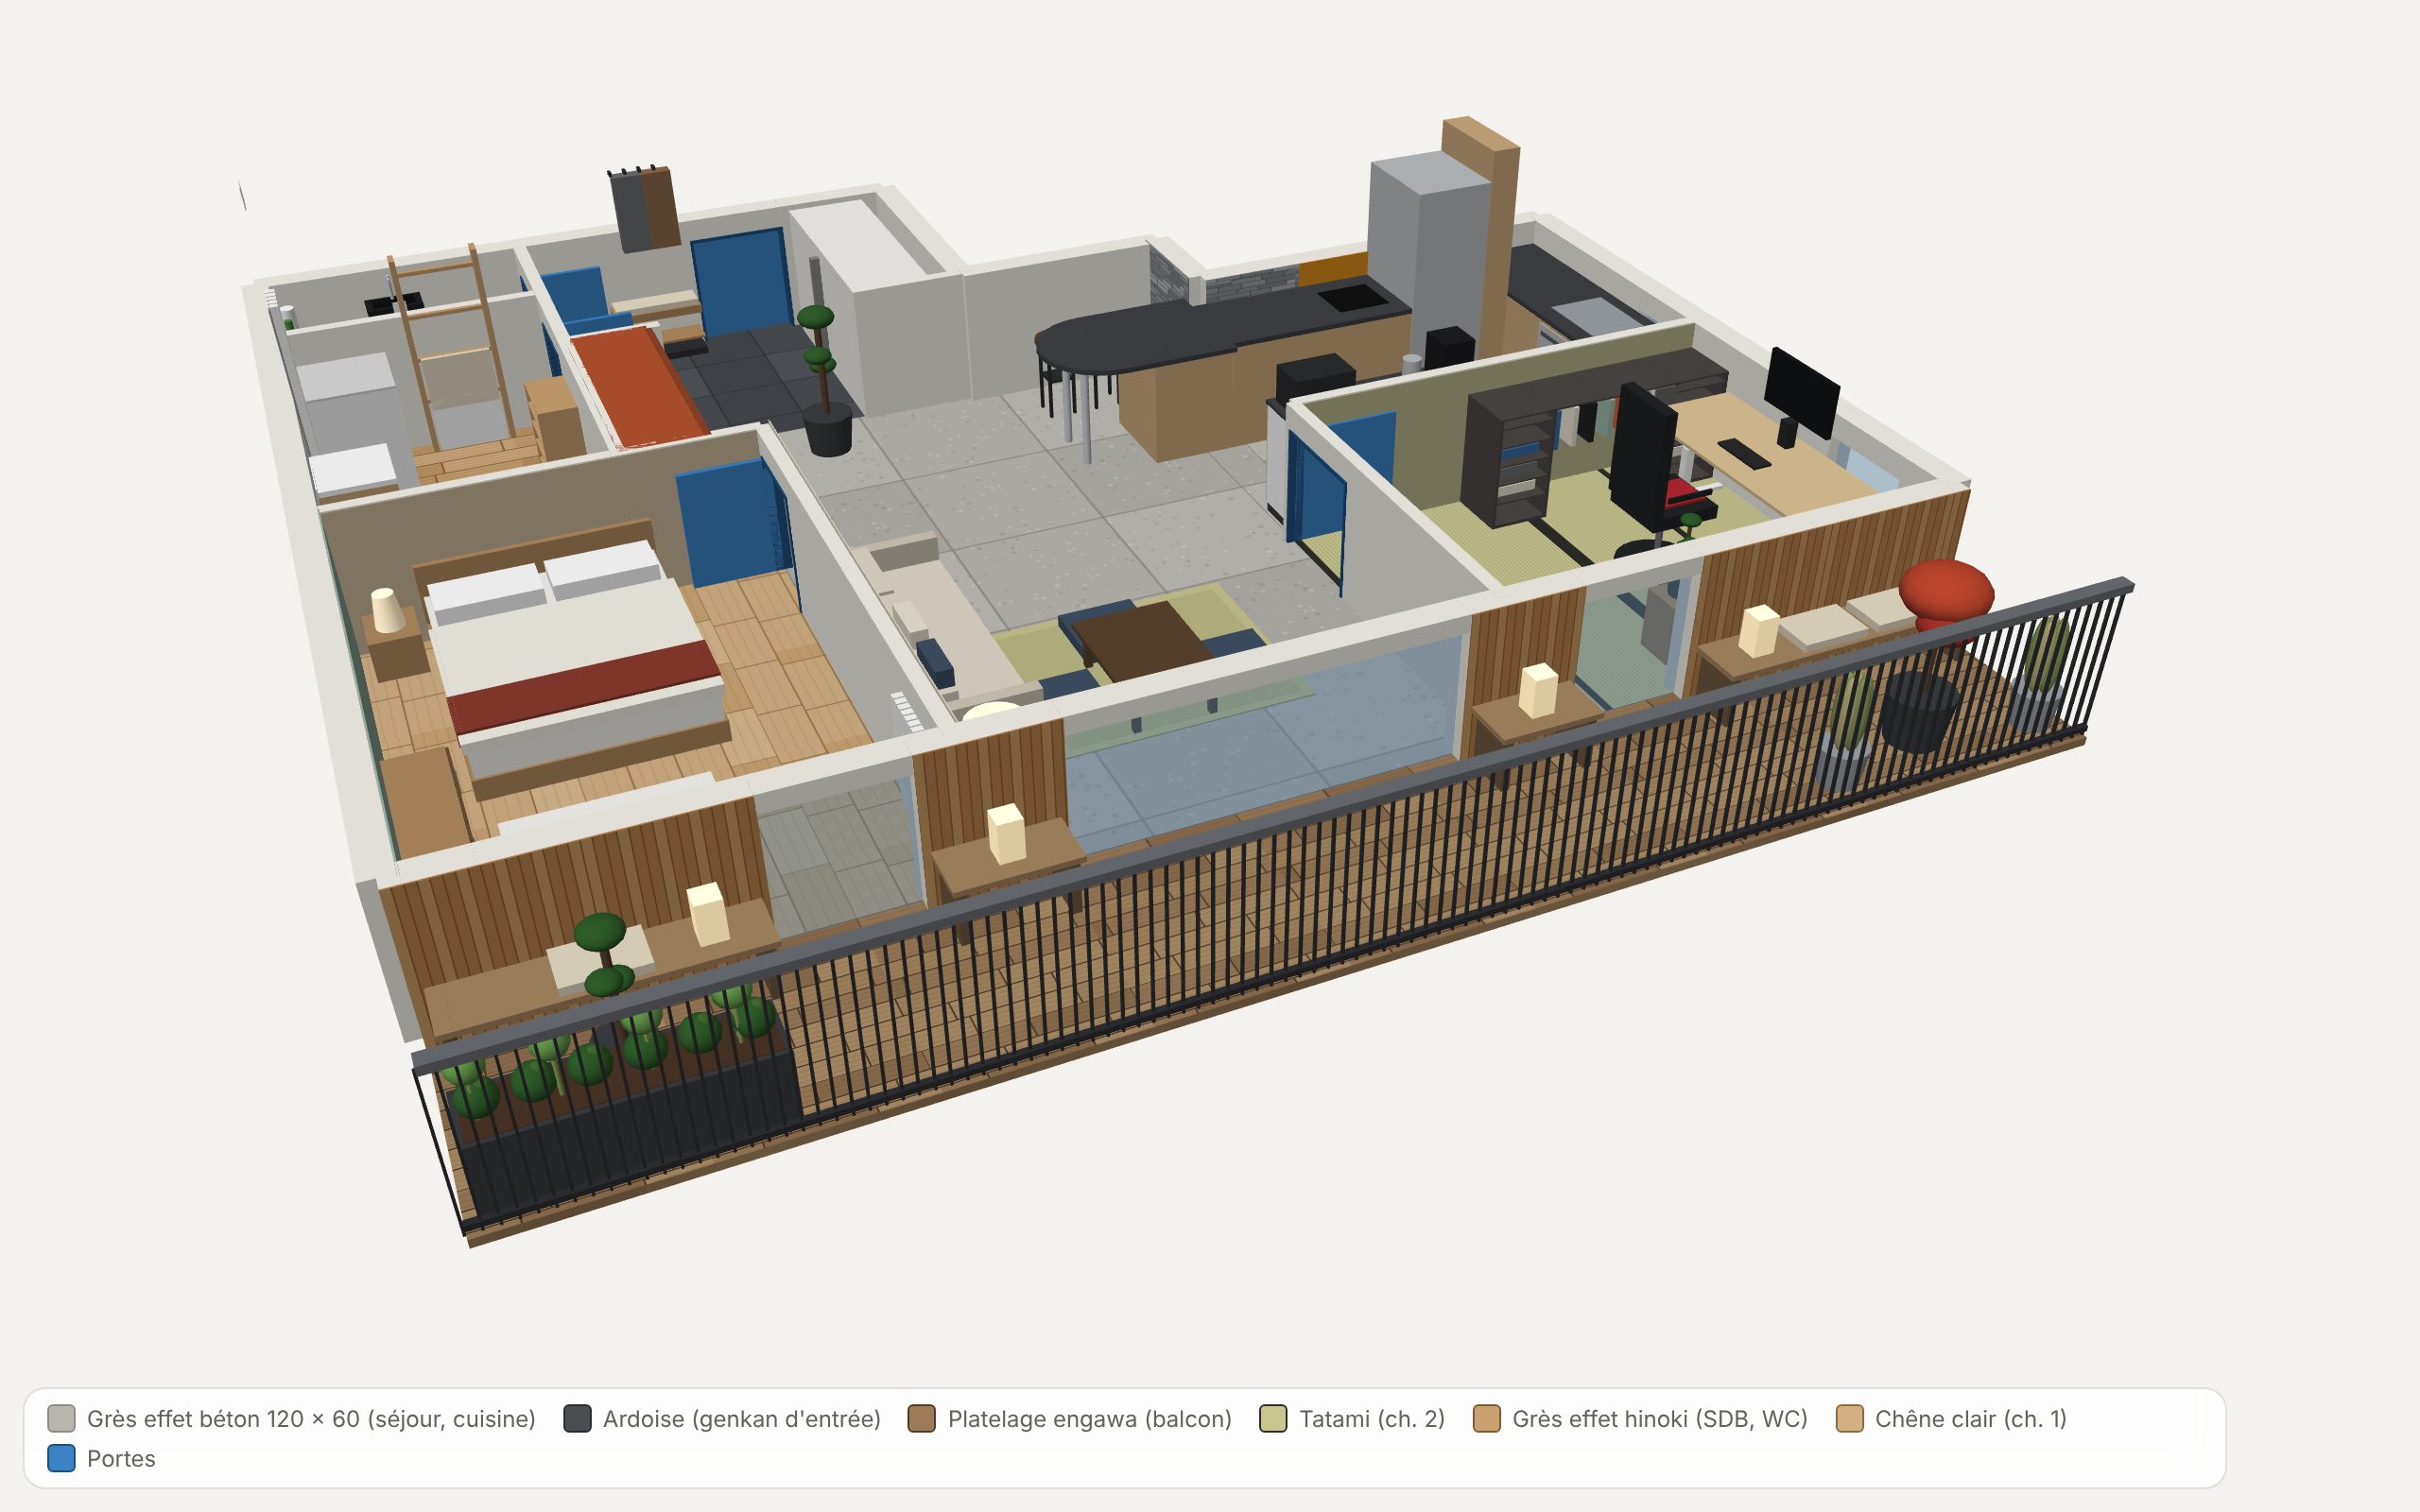 Grès effet béton 120 × 60 (séjour, cuisine) Ardoise (genkan d'entrée) Platelage engawa (balcon) Tatami (ch. 2) Grès effet hinoki (SDB, WC) Chêne clair (ch. 1)
Portes